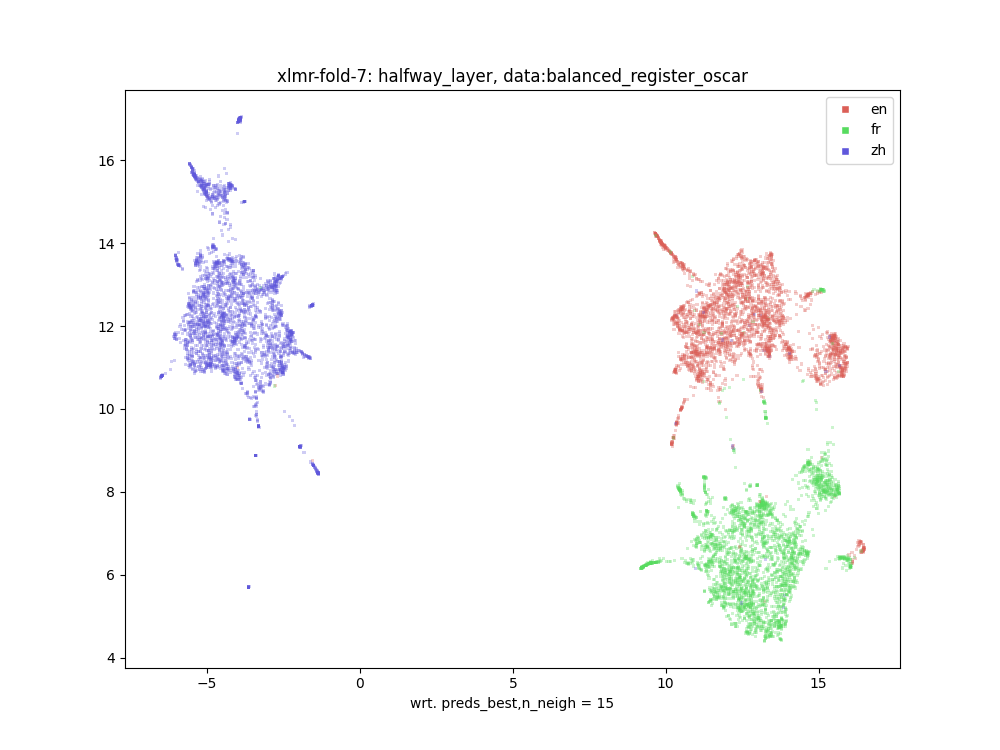 xlmr-fold-7: halfway_layer, data:balanced_register_oscar
en
fr
zh
16
14
12
10
8
6
4
−5
0
5
10
15
wrt. preds_best,n_neigh = 15